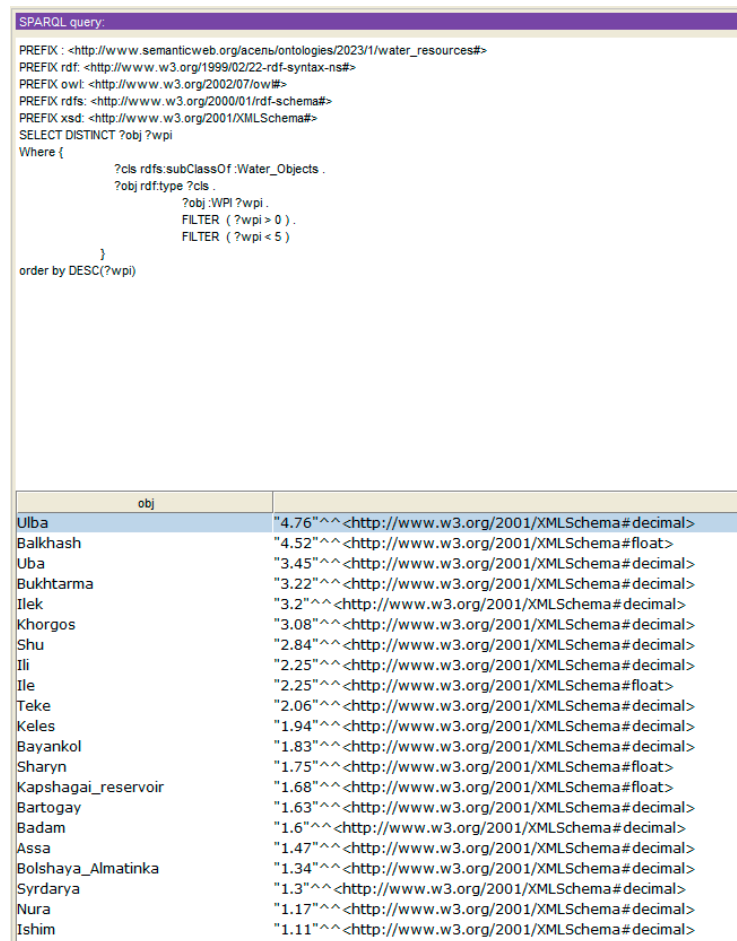 SPARQL query:
PREFIX : <http://www.semanticweb.org/асель/ontologies/2023/1/water_resources#>
PREFIX rdf: <http://www.w3.org/1999/02/22-rdf-syntax-ns#>
PREFIX owl: <http://www.w3.org/2002/07/owl#>
PREFIX rdfs: <http://www.w3.org/2000/01/rdf-schema#>
PREFIX xsd: <http://www.w3.org/2001/XMLSchema#>
SELECT DISTINCT ?obj ?wpi
Where {
?cls rdfs:subClassOf :Water_Objects .
?obj rdf:type ?cls .
?obj :WPI ?wpi .
FILTER ( ?wpi > 0 ) .
FILTER ( ?wpi < 5 )
}
order by DESC(?wpi)
obj
Ulba "4.76"^^<http://www.w3.org/2001/XMLSchema#decimal>
Balkhash "4.52"^^<http://www.w3.org/2001/XMLSchema#float>
Uba "3.45"^^<http://www.w3.org/2001/XMLSchema#decimal>
Bukhtarma "3.22"^^<http://www.w3.org/2001/XMLSchema#decimal>
Ilek "3.2"^^<http://www.w3.org/2001/XMLSchema#decimal>
Khorgos "3.08"^^<http://www.w3.org/2001/XMLSchema#decimal>
Shu "2.84"^^<http://www.w3.org/2001/XMLSchema#decimal>
Ili "2.25"^^<http://www.w3.org/2001/XMLSchema#decimal>
Ile "2.25"^^<http://www.w3.org/2001/XMLSchema#float>
Teke "2.06"^^<http://www.w3.org/2001/XMLSchema#decimal>
Keles "1.94"^^<http://www.w3.org/2001/XMLSchema#decimal>
Bayankol "1.83"^^<http://www.w3.org/2001/XMLSchema#decimal>
Sharyn "1.75"^^<http://www.w3.org/2001/XMLSchema#float>
Kapshagai_reservoir "1.68"^^<http://www.w3.org/2001/XMLSchema#float>
Bartogay "1.63"^^<http://www.w3.org/2001/XMLSchema#decimal>
Badam "1.6"^^<http://www.w3.org/2001/XMLSchema#decimal>
Assa "1.47"^^<http://www.w3.org/2001/XMLSchema#decimal>
Bolshaya_Almatinka "1.34"^^<http://www.w3.org/2001/XMLSchema#decimal>
Syrdarya "1.3"^^<http://www.w3.org/2001/XMLSchema#decimal>
Nura "1.17"^^<http://www.w3.org/2001/XMLSchema#decimal>
Ishim "1.11"^^<http://www.w3.org/2001/XMLSchema#decimal>